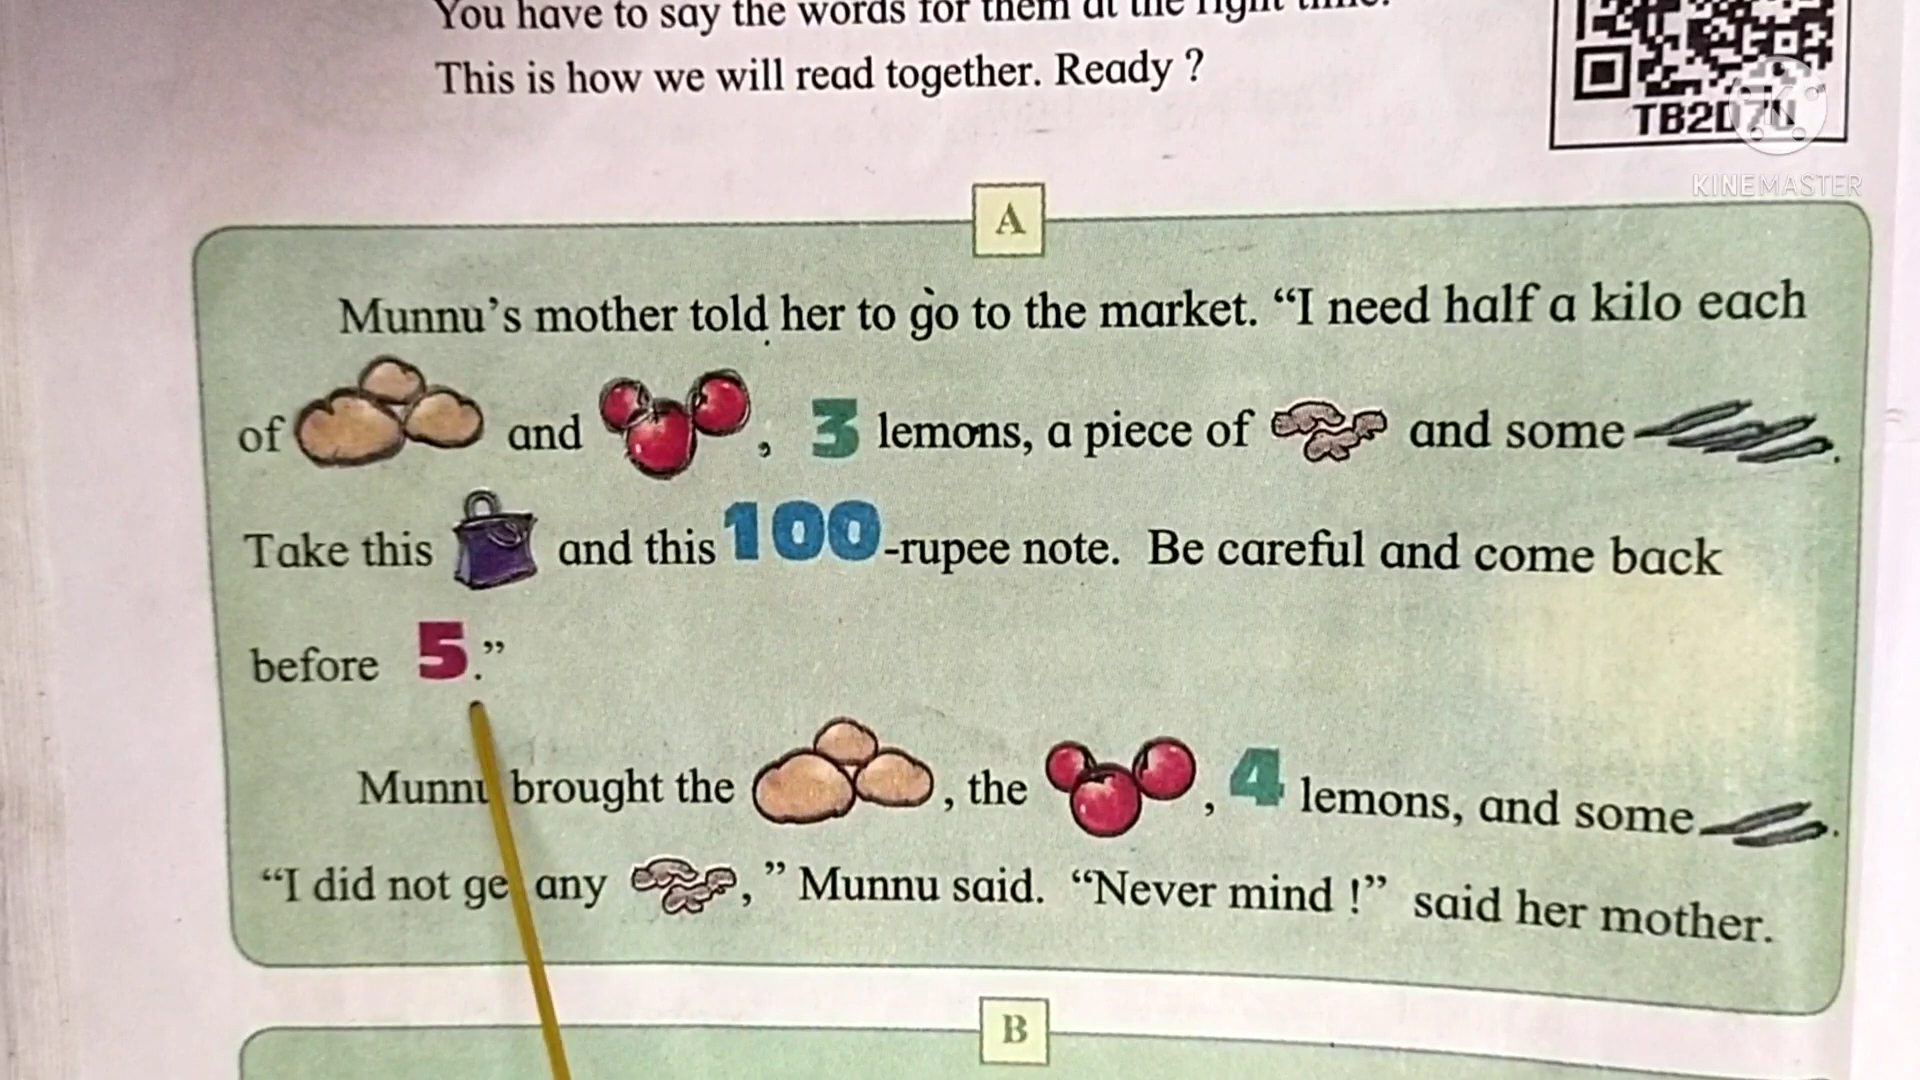 You have to say the words for them at the right time.
This is how we will read together. Ready ?
TB2D7U
KINEMASTER
A
Munnu's mother told her to go to the market. “I need half a kilo each
of and , 3 lemons, a piece of and some .
Take this and this 100-rupee note. Be careful and come back
before 5.”
Munnu brought the , the , 4 lemons, and some .
“I did not get any , ” Munnu said. “Never mind !” said her mother.
B